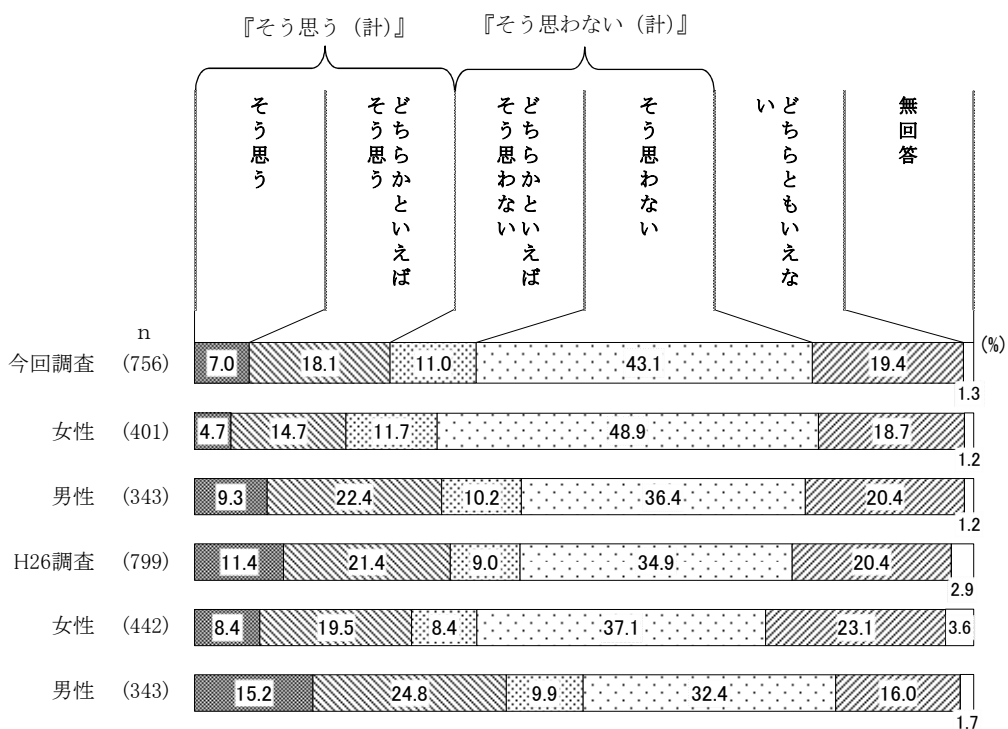 『そう思う（計）』
『そう思わない（計）』
そう思う
どちらかといえば
そう思う
どちらかといえば
そう思わない
そう思わない
どちらともいえな
い
無回答
n
(%)
今回調査 (756) 7.0 18.1 11.0 43.1 19.4 1.3
女性 (401) 4.7 14.7 11.7 48.9 18.7 1.2
男性 (343) 9.3 22.4 10.2 36.4 20.4 1.2
H26調査 (799) 11.4 21.4 9.0 34.9 20.4 2.9
女性 (442) 8.4 19.5 8.4 37.1 23.1 3.6
男性 (343) 15.2 24.8 9.9 32.4 16.0 1.7